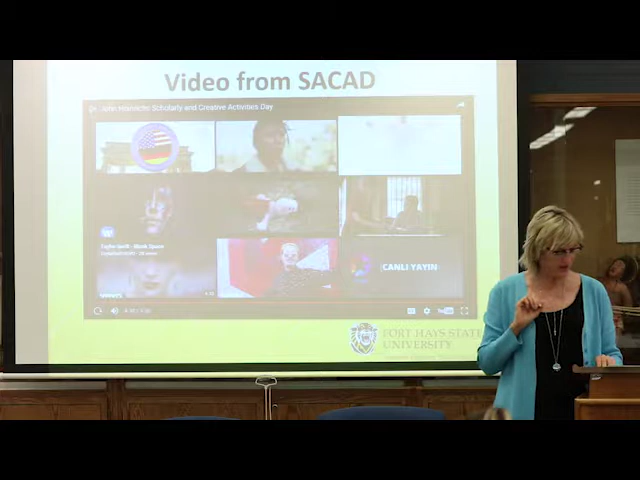 Video from SACAD
John Heinrichs Scholarly and Creative Activities Day
Taylor Swift - Blank Space
CANLI YAYIN
YouTube
FORT HAYS STATE
UNIVERSITY